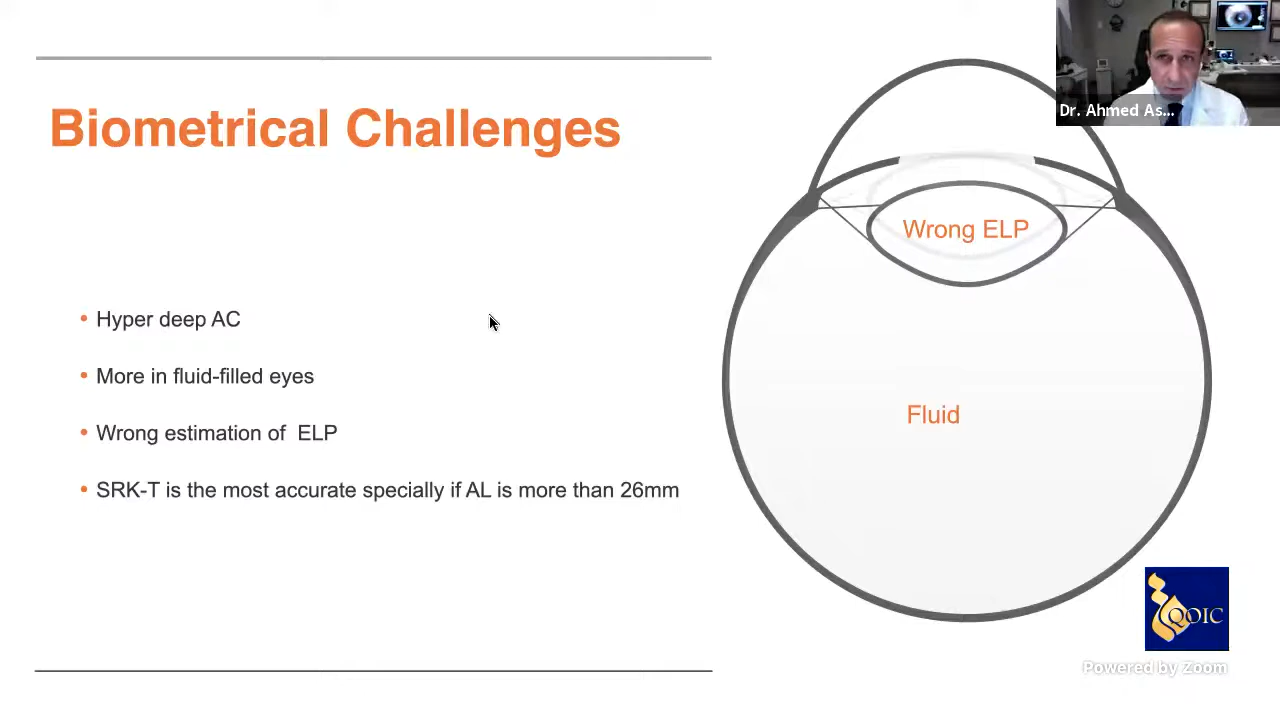 Biometrical Challenges
• Hyper deep AC
• More in fluid-filled eyes
• Wrong estimation of ELP
• SRK-T is the most accurate specially if AL is more than 26mm
Wrong ELP
Fluid
Dr. Ahmed As...
QOIC
Powered by Zoom